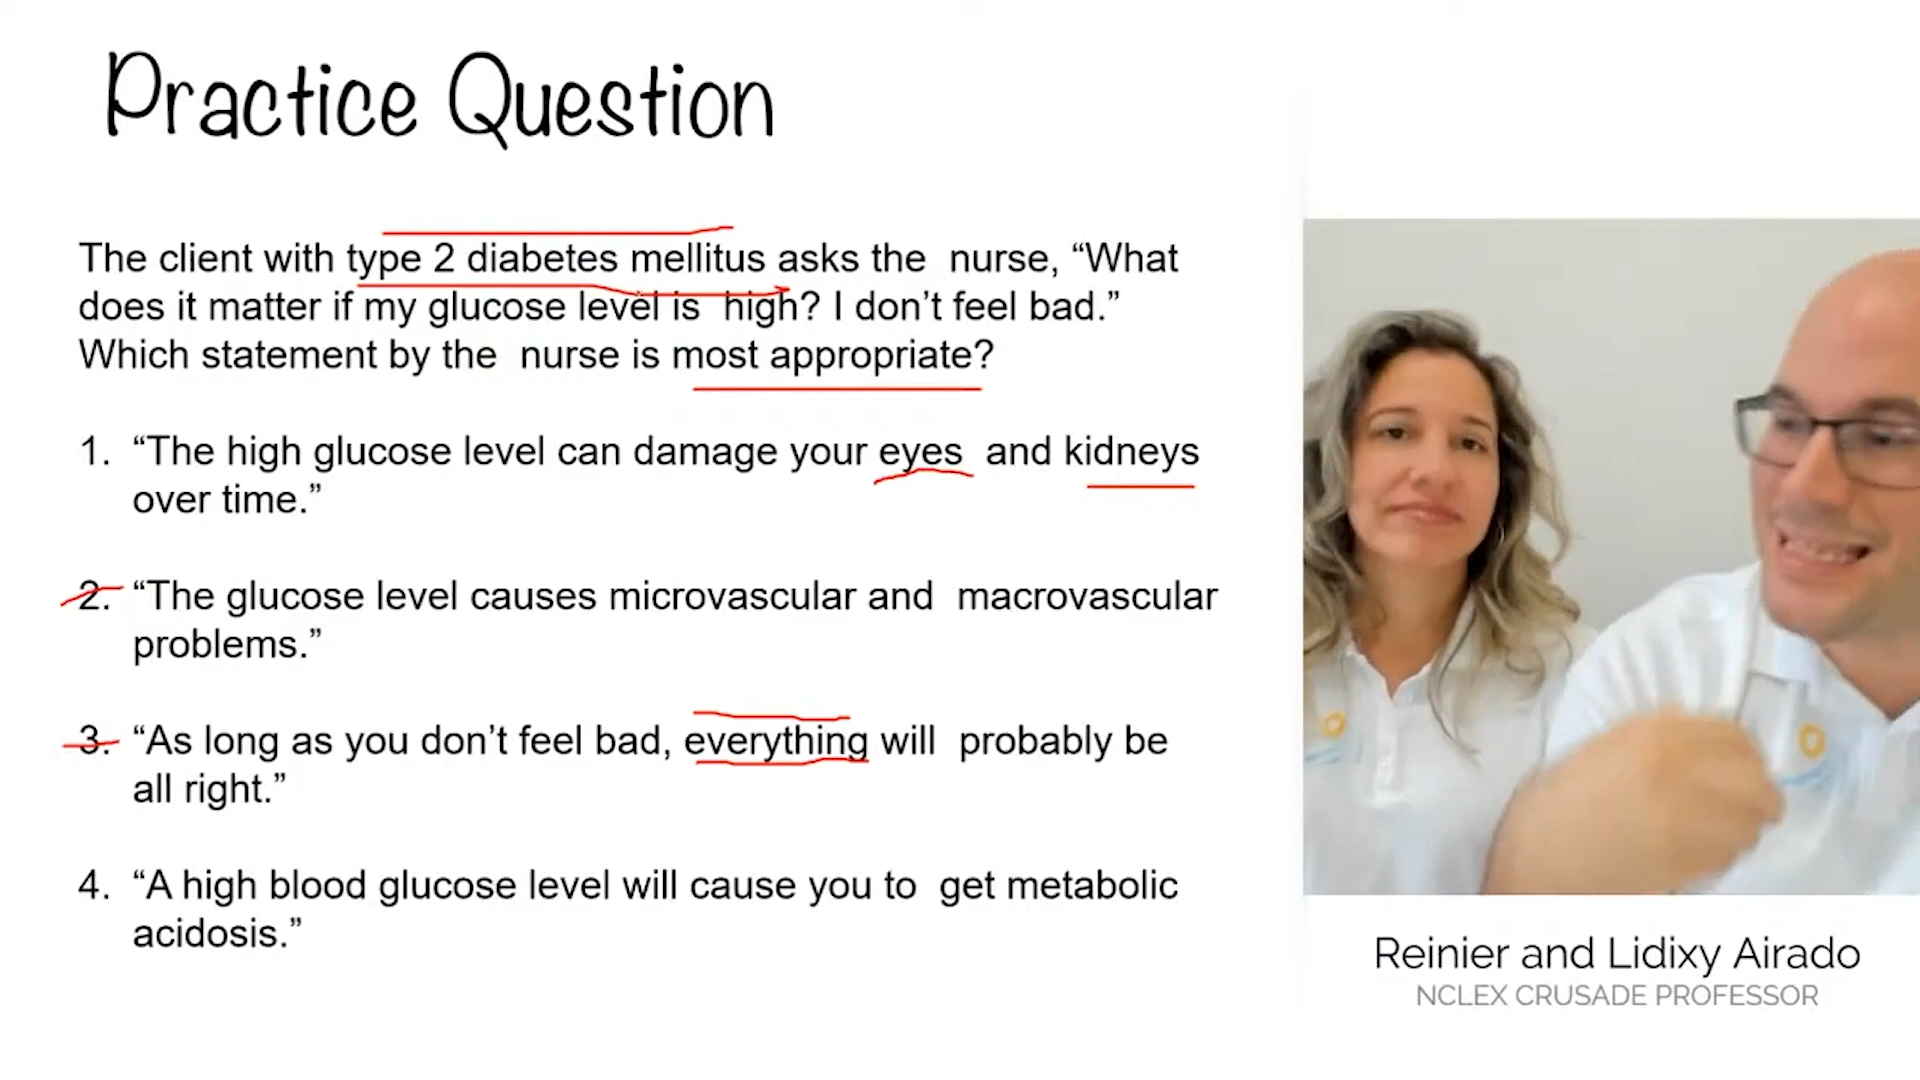 Practice Question
The client with type 2 diabetes mellitus asks the nurse, “What
does it matter if my glucose level is high? I don’t feel bad.”
Which statement by the nurse is most appropriate?
1. “The high glucose level can damage your eyes and kidneys
over time.”
2. “The glucose level causes microvascular and macrovascular
problems.”
3. “As long as you don’t feel bad, everything will probably be
all right.”
4. “A high blood glucose level will cause you to get metabolic
acidosis.”
Reinier and Lidixy Airado
NCLEX CRUSADE PROFESSOR